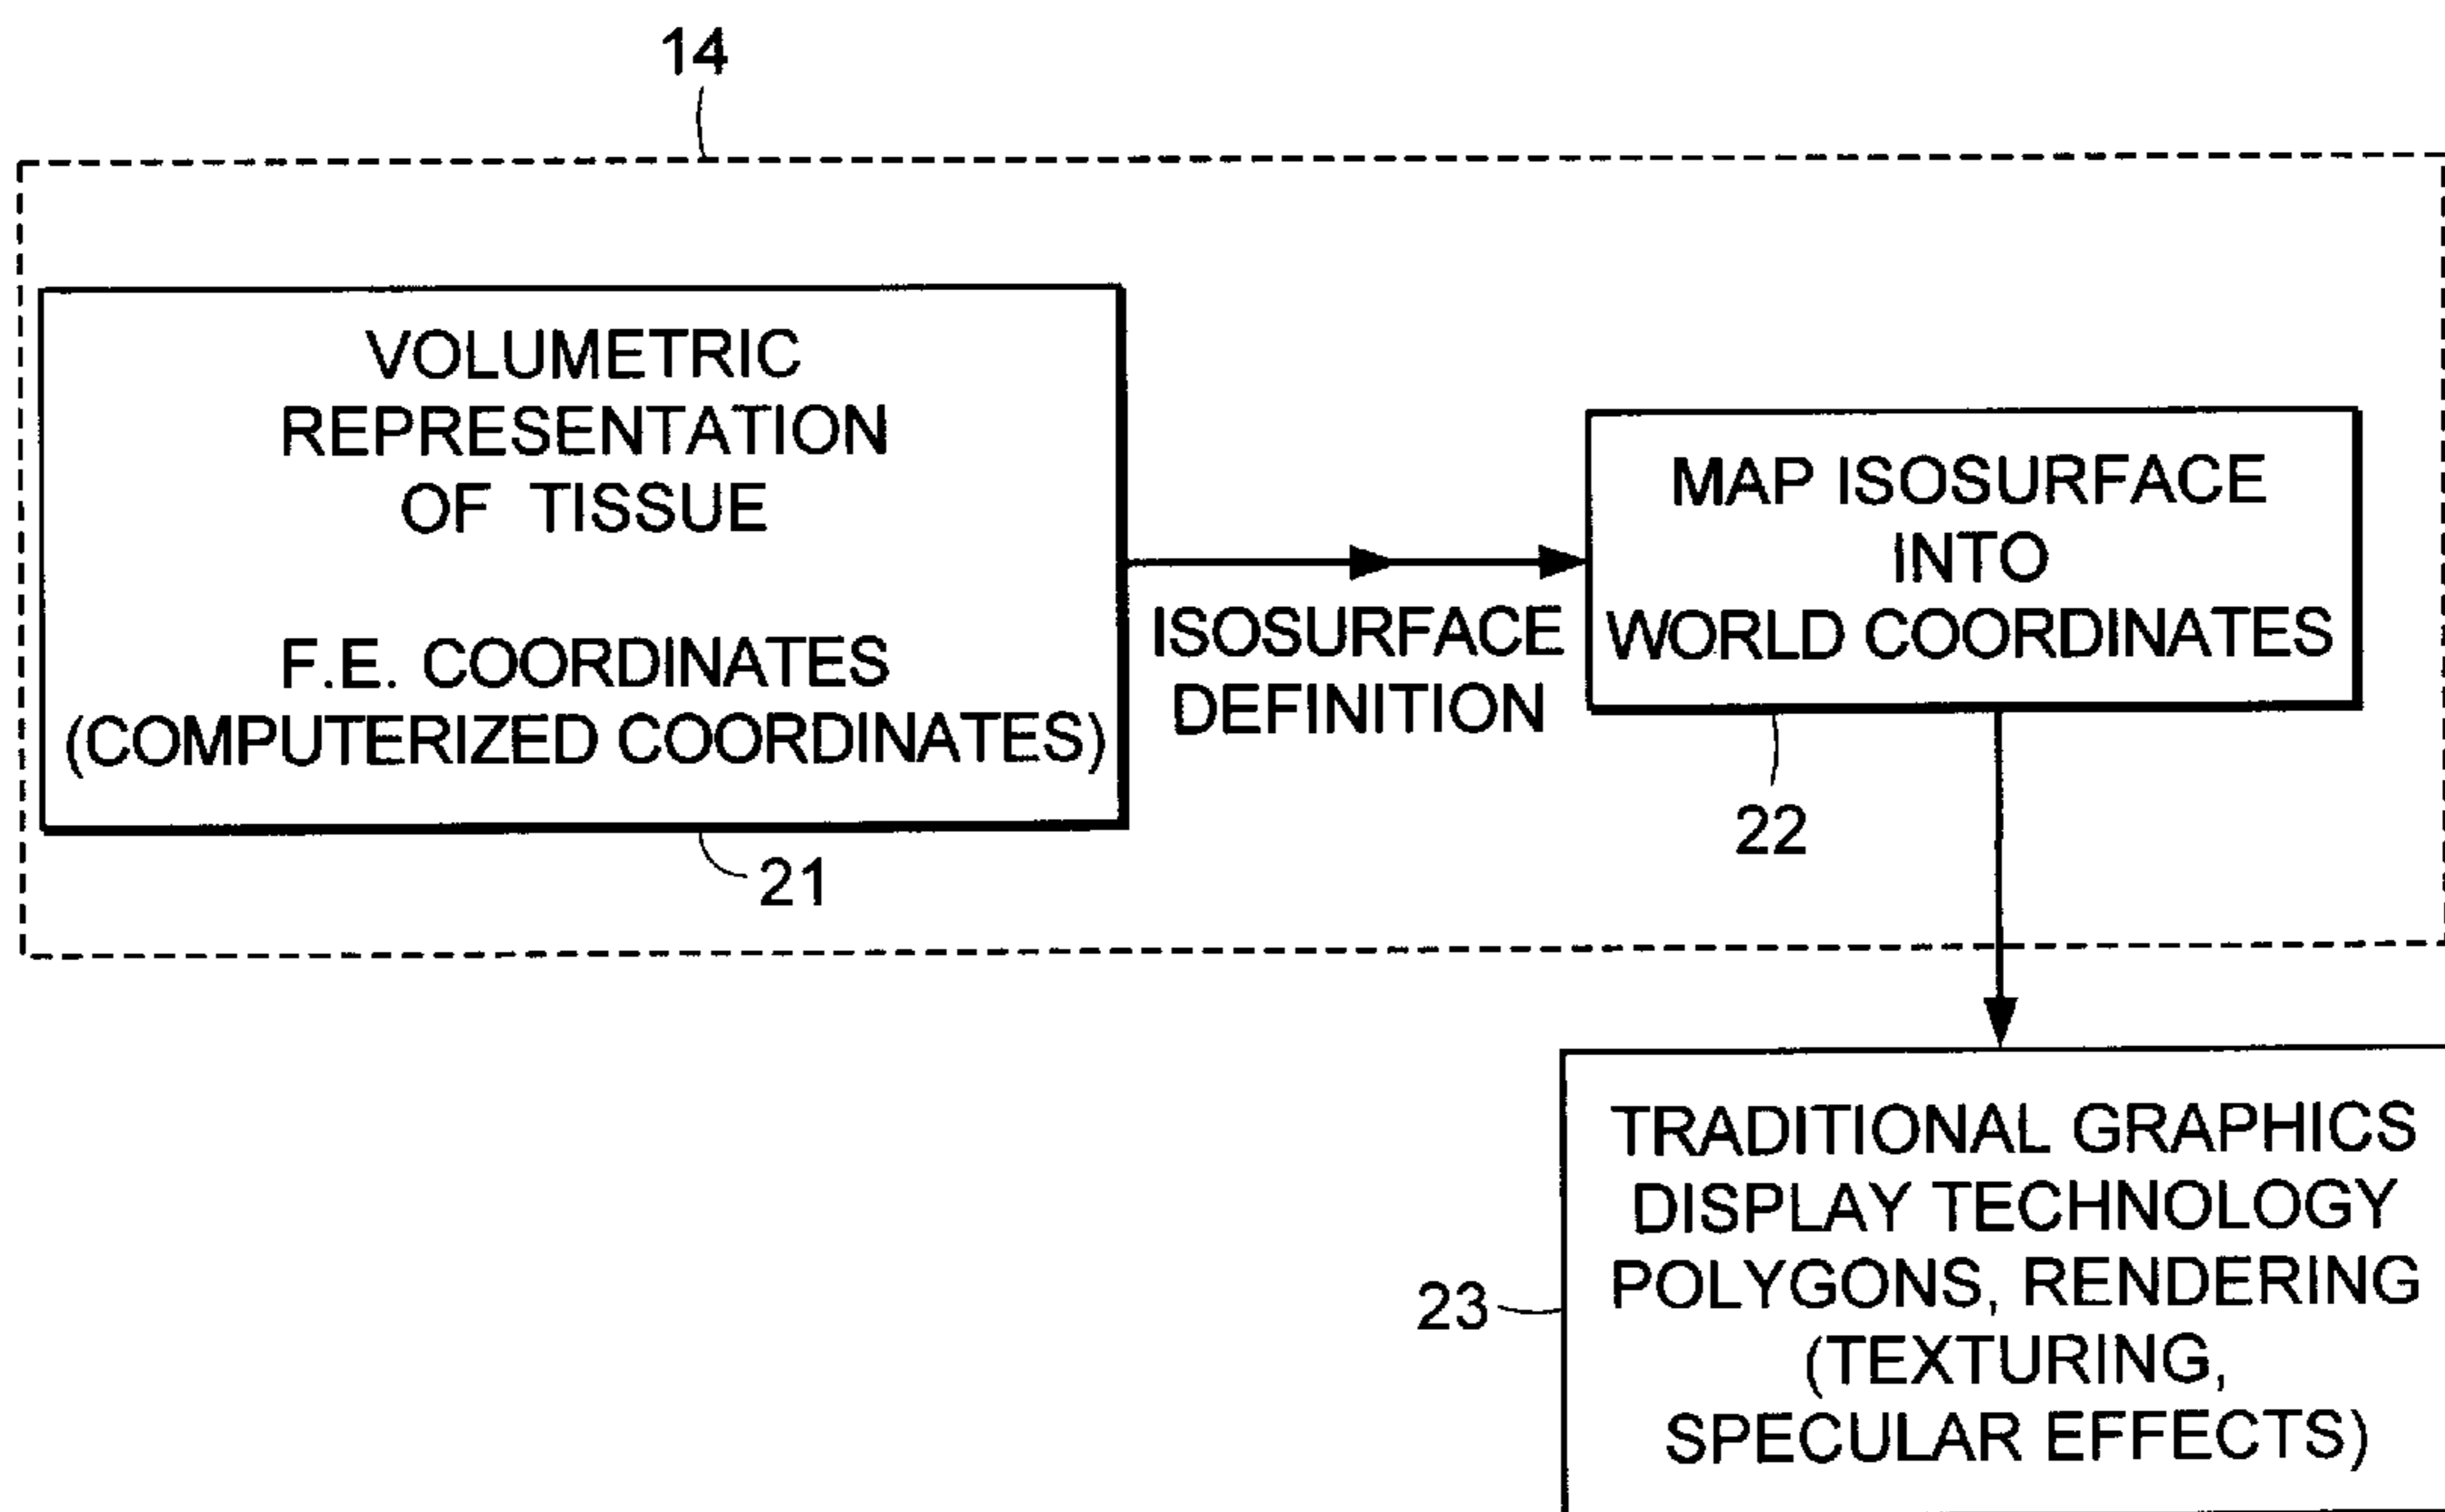 14
VOLUMETRIC
REPRESENTATION
OF TISSUE
F.E. COORDINATES
(COMPUTERIZED COORDINATES)
21
ISOSURFACE
DEFINITION
MAP ISOSURFACE
INTO
WORLD COORDINATES
22
TRADITIONAL GRAPHICS
DISPLAY TECHNOLOGY
POLYGONS, RENDERING
(TEXTURING,
SPECULAR EFFECTS)
23